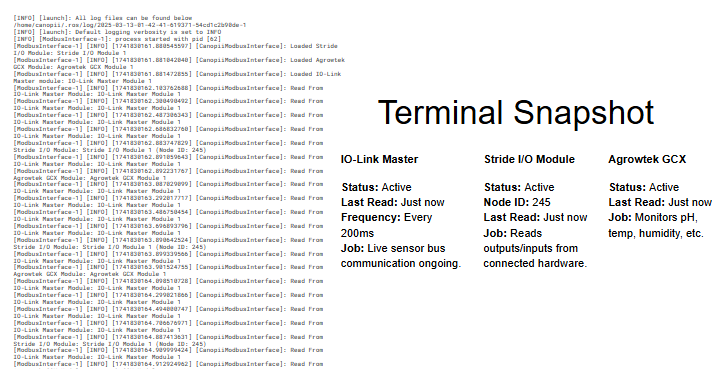 [INFO] [launch]: All log files can be found below
/home/canopii/.ros/log/2025-03-13-01-42-41-619371-54cd1c2b90de-1
[INFO] [launch]: Default logging verbosity is set to INFO
[INFO] [ModbusInterface-1]: process started with pid [62]
[ModbusInterface-1] [INFO] [1741830161.880545597] [CanopiiModbusInterface]: Loaded Stride
I/O Module: Stride I/O Module 1
[ModbusInterface-1] [INFO] [1741830161.881042040] [CanopiiModbusInterface]: Loaded Agrowtek
GCX Module: Agrowtek GCX Module 1
[ModbusInterface-1] [INFO] [1741830161.881472855] [CanopiiModbusInterface]: Loaded IO-Link
Master module: IO-Link Master Module 1
[ModbusInterface-1] [INFO] [1741830162.103762688] [CanopiiModbusInterface]: Read From
IO-Link Master Module: IO-Link Master Module 1
[ModbusInterface-1] [INFO] [1741830162.308490492] [CanopiiModbusInterface]: Read From
IO-Link Master Module: IO-Link Master Module 1
[ModbusInterface-1] [INFO] [1741830162.487306343] [CanopiiModbusInterface]: Read From
IO-Link Master Module: IO-Link Master Module 1
[ModbusInterface-1] [INFO] [1741830162.686832760] [CanopiiModbusInterface]: Read From
IO-Link Master Module: IO-Link Master Module 1
[ModbusInterface-1] [INFO] [1741830162.883747829] [CanopiiModbusInterface]: Read From
Stride I/O Module: Stride I/O Module 1 (Node ID: 245)
[ModbusInterface-1] [INFO] [1741830162.891859643] [CanopiiModbusInterface]: Read From
IO-Link Master Module: IO-Link Master Module 1
[ModbusInterface-1] [INFO] [1741830162.892231767] [CanopiiModbusInterface]: Read From
Agrowtek GCX Module: Agrowtek GCX Module 1
[ModbusInterface-1] [INFO] [1741830163.087829099] [CanopiiModbusInterface]: Read From
IO-Link Master Module: IO-Link Master Module 1
[ModbusInterface-1] [INFO] [1741830163.292817717] [CanopiiModbusInterface]: Read From
IO-Link Master Module: IO-Link Master Module 1
[ModbusInterface-1] [INFO] [1741830163.486750454] [CanopiiModbusInterface]: Read From
IO-Link Master Module: IO-Link Master Module 1
[ModbusInterface-1] [INFO] [1741830163.696893796] [CanopiiModbusInterface]: Read From
IO-Link Master Module: IO-Link Master Module 1
[ModbusInterface-1] [INFO] [1741830163.890642524] [CanopiiModbusInterface]: Read From
Stride I/O Module: Stride I/O Module 1 (Node ID: 245)
[ModbusInterface-1] [INFO] [1741830163.899339566] [CanopiiModbusInterface]: Read From
IO-Link Master Module: IO-Link Master Module 1
[ModbusInterface-1] [INFO] [1741830163.901524755] [CanopiiModbusInterface]: Read From
Agrowtek GCX Module: Agrowtek GCX Module 1
[ModbusInterface-1] [INFO] [1741830164.098510728] [CanopiiModbusInterface]: Read From
IO-Link Master Module: IO-Link Master Module 1
[ModbusInterface-1] [INFO] [1741830164.299021866] [CanopiiModbusInterface]: Read From
IO-Link Master Module: IO-Link Master Module 1
[ModbusInterface-1] [INFO] [1741830164.494800747] [CanopiiModbusInterface]: Read From
IO-Link Master Module: IO-Link Master Module 1
[ModbusInterface-1] [INFO] [1741830164.706676971] [CanopiiModbusInterface]: Read From
IO-Link Master Module: IO-Link Master Module 1
[ModbusInterface-1] [INFO] [1741830164.887413631] [CanopiiModbusInterface]: Read From
Stride I/O Module: Stride I/O Module 1 (Node ID: 245)
[ModbusInterface-1] [INFO] [1741830164.909999424] [CanopiiModbusInterface]: Read From
IO-Link Master Module: IO-Link Master Module 1
[ModbusInterface-1] [INFO] [1741830164.912924962] [CanopiiModbusInterface]: Read From
Terminal Snapshot
IO-Link Master
Status: Active
Last Read: Just now
Frequency: Every
200ms
Job: Live sensor bus
communication ongoing.
Stride I/O Module
Status: Active
Node ID: 245
Last Read: Just now
Job: Reads
outputs/inputs from
connected hardware.
Agrowtek GCX
Status: Active
Last Read: Just now
Job: Monitors pH,
temp, humidity, etc.